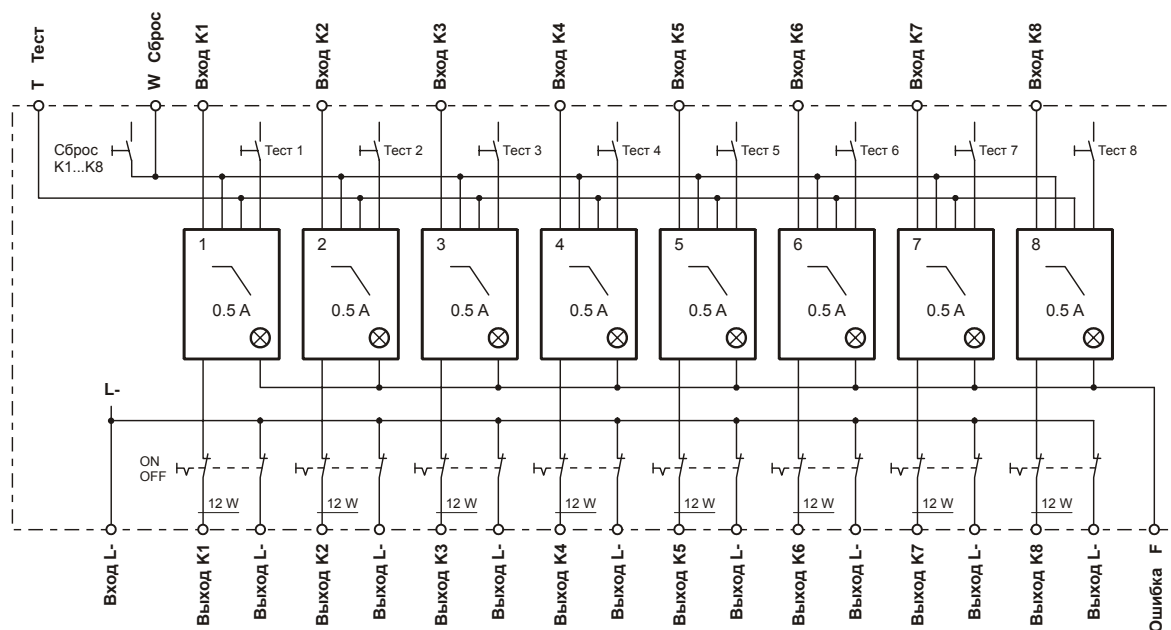 T Тест
W Сброс
Вход K1
Вход K2
Вход K3
Вход K4
Вход K5
Вход K6
Вход K7
Вход K8
Сброс
K1...K8
Тест 1
Тест 2
Тест 3
Тест 4
Тест 5
Тест 6
Тест 7
Тест 8
1
2
3
4
5
6
7
8
0.5 A
0.5 A
0.5 A
0.5 A
0.5 A
0.5 A
0.5 A
0.5 A
L-
ON
OFF
12 W
12 W
12 W
12 W
12 W
12 W
12 W
12 W
Вход L-
Выход K1
Выход L-
Выход K2
Выход L-
Выход K3
Выход L-
Выход K4
Выход L-
Выход K5
Выход L-
Выход K6
Выход L-
Выход K7
Выход L-
Выход K8
Выход L-
Ошибка F